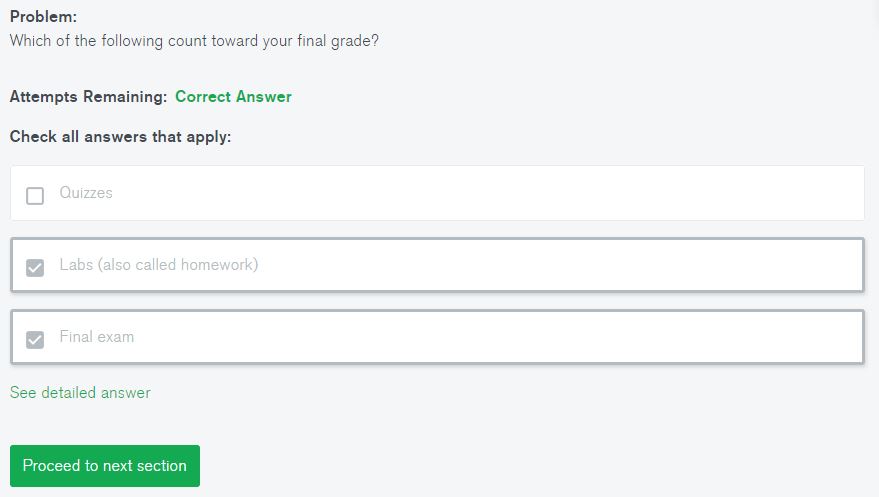 Problem:
Which of the following count toward your final grade?
Attempts Remaining: Correct Answer
Check all answers that apply:
Quizzes
Labs (also called homework)
Final exam
See detailed answer
Proceed to next section